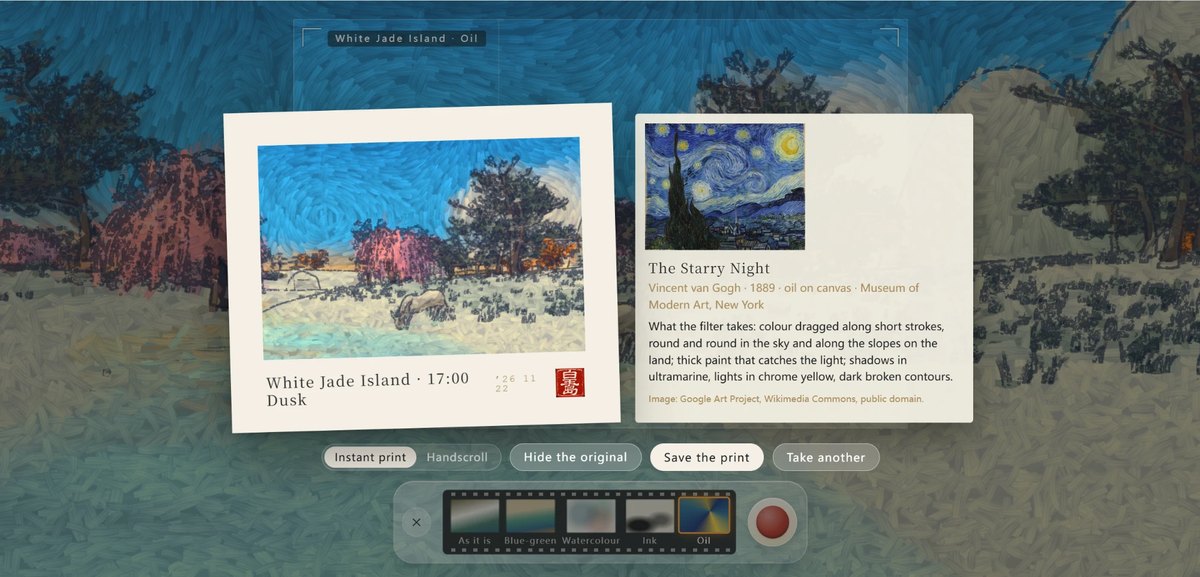 White Jade Island · Oil
White Jade Island · 17:00
Dusk
'26 11
22
白玉島
The Starry Night
Vincent van Gogh · 1889 · oil on canvas · Museum of
Modern Art, New York
What the filter takes: colour dragged along short strokes,
round and round in the sky and along the slopes on the
land; thick paint that catches the light; shadows in
ultramarine, lights in chrome yellow, dark broken contours.
Image: Google Art Project, Wikimedia Commons, public domain.
Instant print
Handscroll
Hide the original
Save the print
Take another
As it is
Blue-green
Watercolour
Ink
Oil